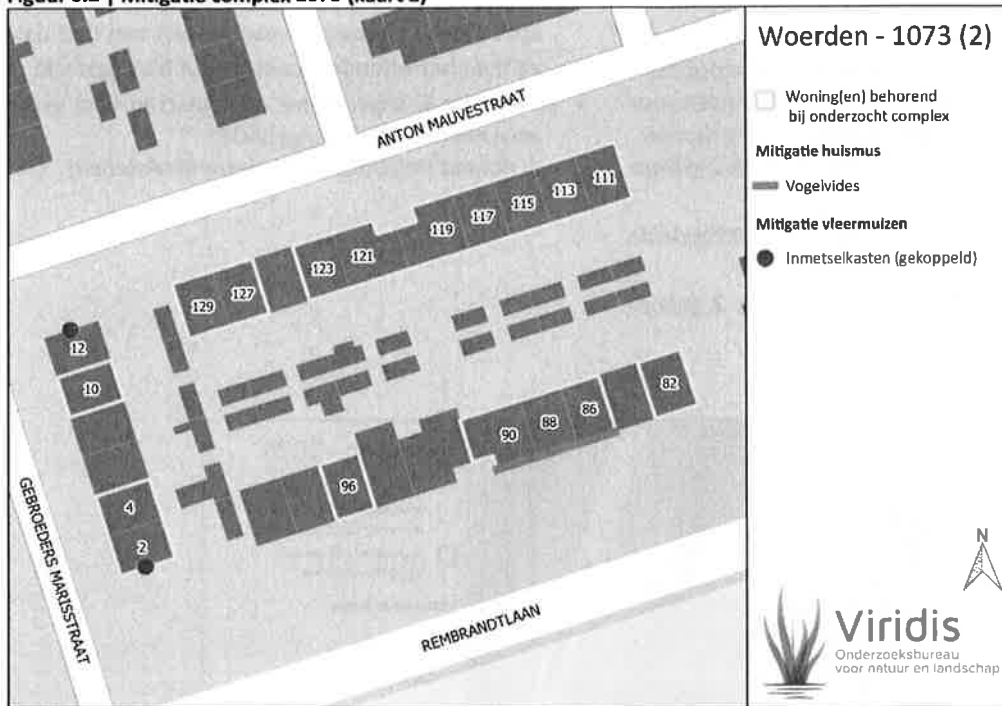 Woerden - 1073 (2)
Woning(en) behorend
bij onderzocht complex
Mitigatie huismus
Vogelvides
Mitigatie vleermuizen
Inmetselkasten (gekoppeld)
ANTON MAUVESTRAAT
111
113
115
117
119
121
123
127
129
12
10
4
2
82
86
88
90
96
GEBROEDERS MARISSTRAAT
REMBRANDTLAAN
N
Viridis
Onderzoeksbureau
voor natuur en landschap